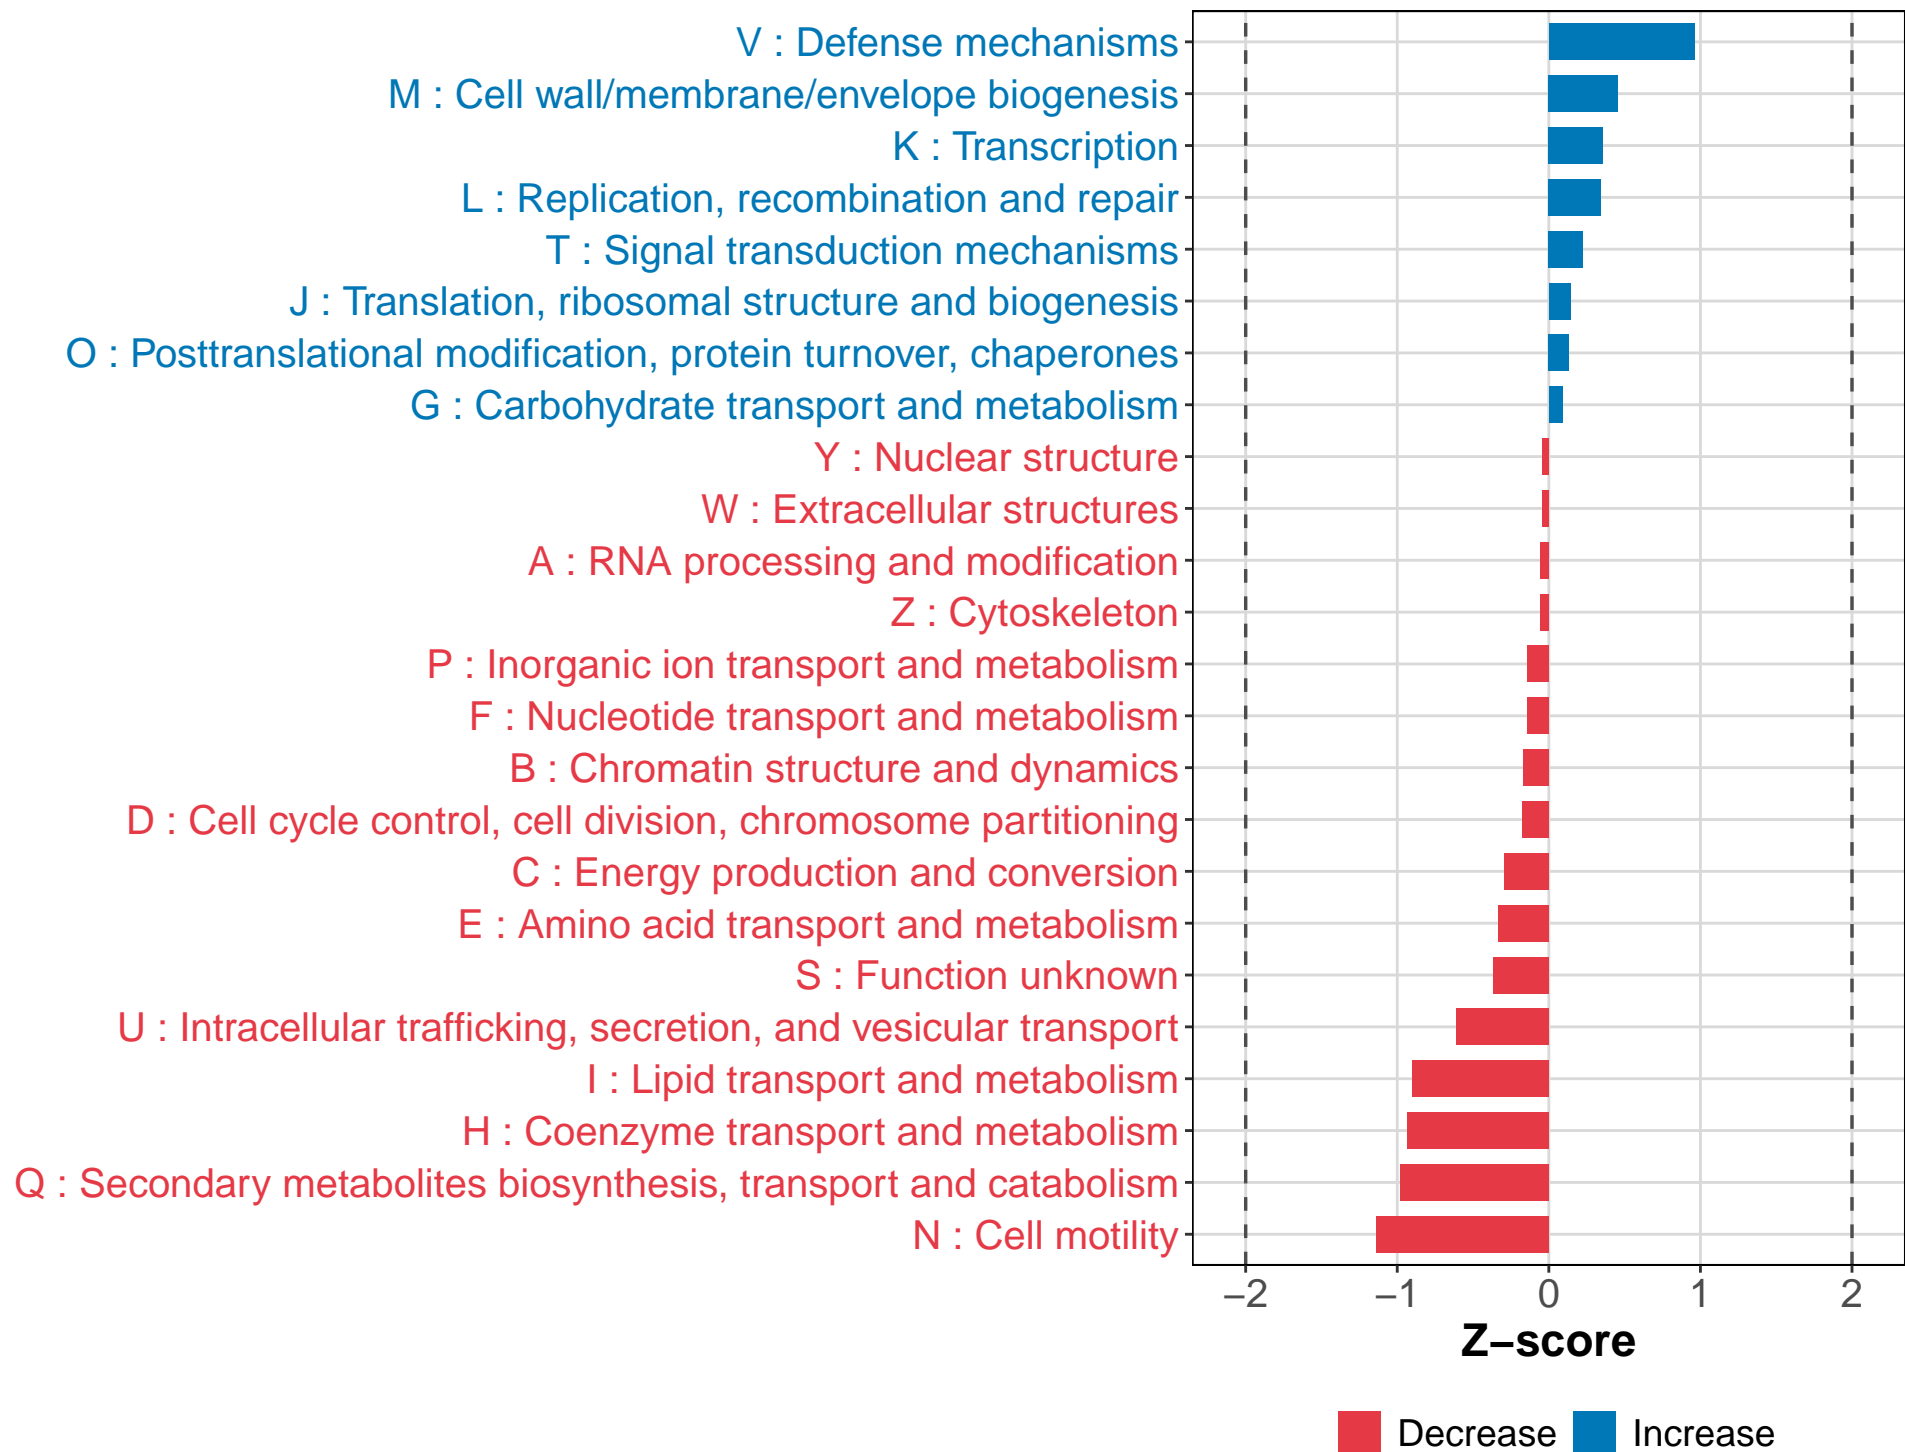 V : Defense mechanisms
M : Cell wall/membrane/envelope biogenesis
K : Transcription
L : Replication, recombination and repair
T : Signal transduction mechanisms
J : Translation, ribosomal structure and biogenesis
O : Posttranslational modification, protein turnover, chaperones
G : Carbohydrate transport and metabolism
Y : Nuclear structure
W : Extracellular structures
A : RNA processing and modification
Z : Cytoskeleton
P : Inorganic ion transport and metabolism
F : Nucleotide transport and metabolism
B : Chromatin structure and dynamics
D : Cell cycle control, cell division, chromosome partitioning
C : Energy production and conversion
E : Amino acid transport and metabolism
S : Function unknown
U : Intracellular trafficking, secretion, and vesicular transport
I : Lipid transport and metabolism
H : Coenzyme transport and metabolism
Q : Secondary metabolites biosynthesis, transport and catabolism
N : Cell motility
−2 −1 0 1 2
Z−score
Decrease Increase